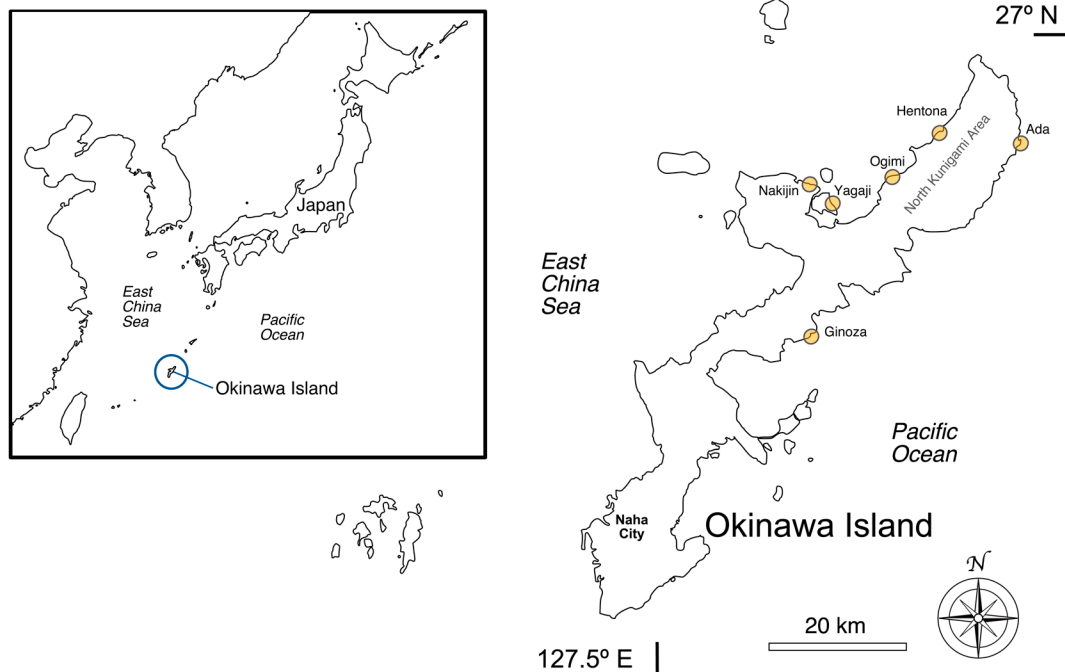 Japan
East
China
Sea
Pacific
Ocean
Okinawa Island
27º N
Hentona
Ada
Ogimi
North Kunigami Area
Nakijin
Yagaji
East
China
Sea
Ginoza
Pacific
Ocean
Naha
City
Okinawa Island
N
20 km
127.5º E